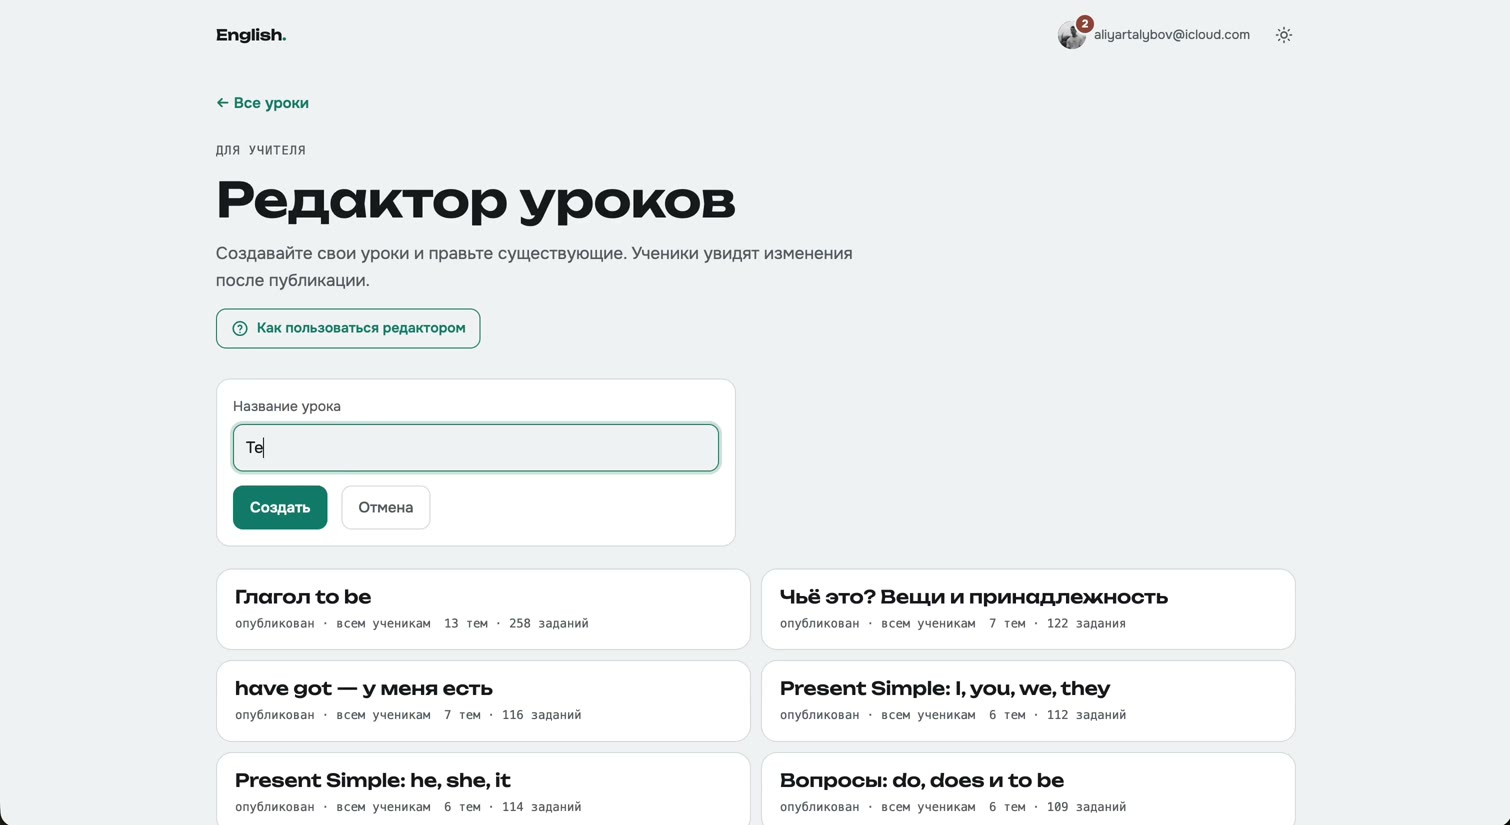 English.
2
aliyartalybov@icloud.com
← Все уроки
ДЛЯ УЧИТЕЛЯ
Редактор уроков
Создавайте свои уроки и правьте существующие. Ученики увидят изменения
после публикации.
Как пользоваться редактором
Название урока
Te
Создать
Отмена
Глагол to be
опубликован · всем ученикам 13 тем · 258 заданий
Чьё это? Вещи и принадлежность
опубликован · всем ученикам 7 тем · 122 задания
have got — у меня есть
опубликован · всем ученикам 7 тем · 116 заданий
Present Simple: I, you, we, they
опубликован · всем ученикам 6 тем · 112 заданий
Present Simple: he, she, it
опубликован · всем ученикам 6 тем · 114 заданий
Вопросы: do, does и to be
опубликован · всем ученикам 6 тем · 109 заданий